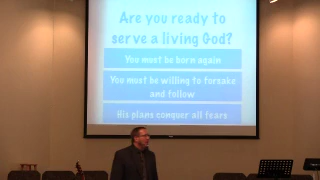 Are you ready to
serve a living God?
You must be born again
You must be willing to forsake
and follow
His plans conquer all fears